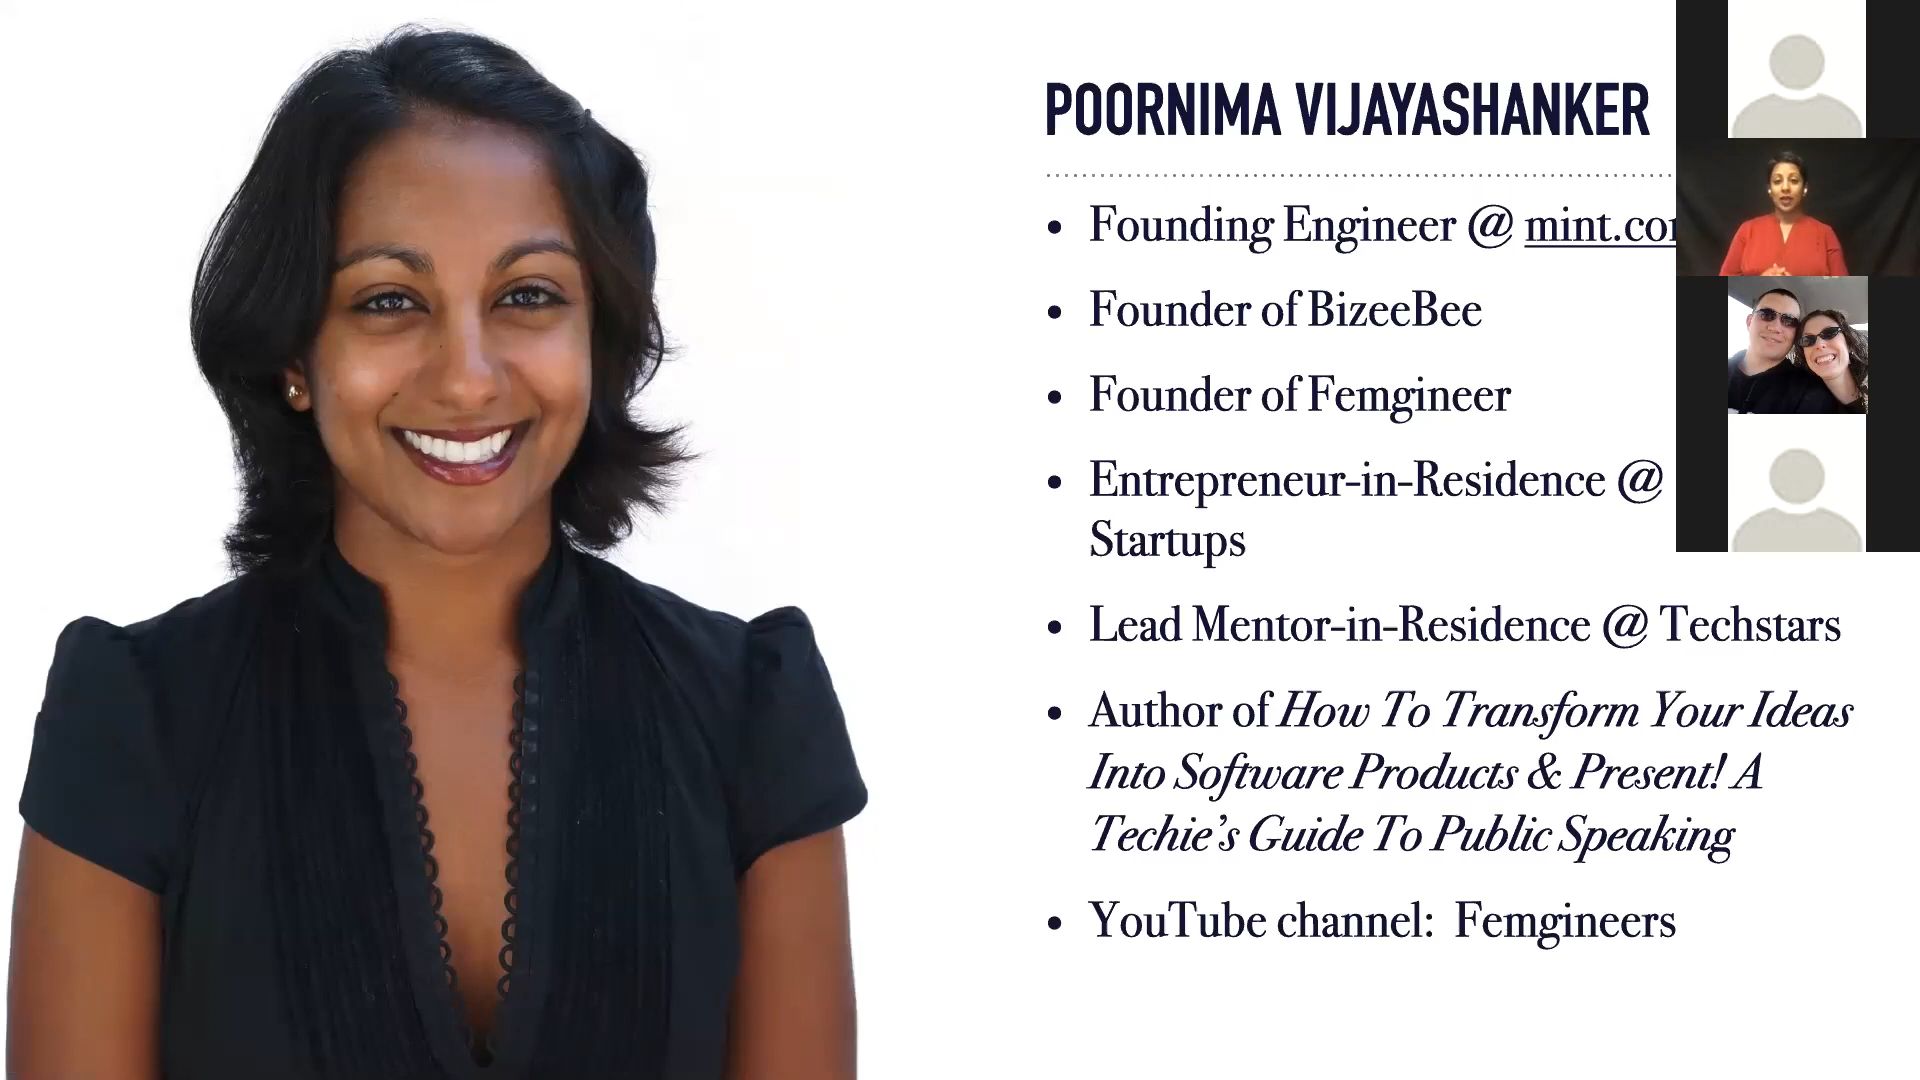 POORNIMA VIJAYASHANKER
• Founding Engineer @
• Founder of BizeeBee
• Founder of Femgineer
• Entrepreneur-in-Residence @
Startups
• Lead Mentor-in-Residence @ Techstars
• Author of How To Transform Your Ideas
Into Software Products & Present! A
Techie’s Guide To Public Speaking
• YouTube channel: Femgineers